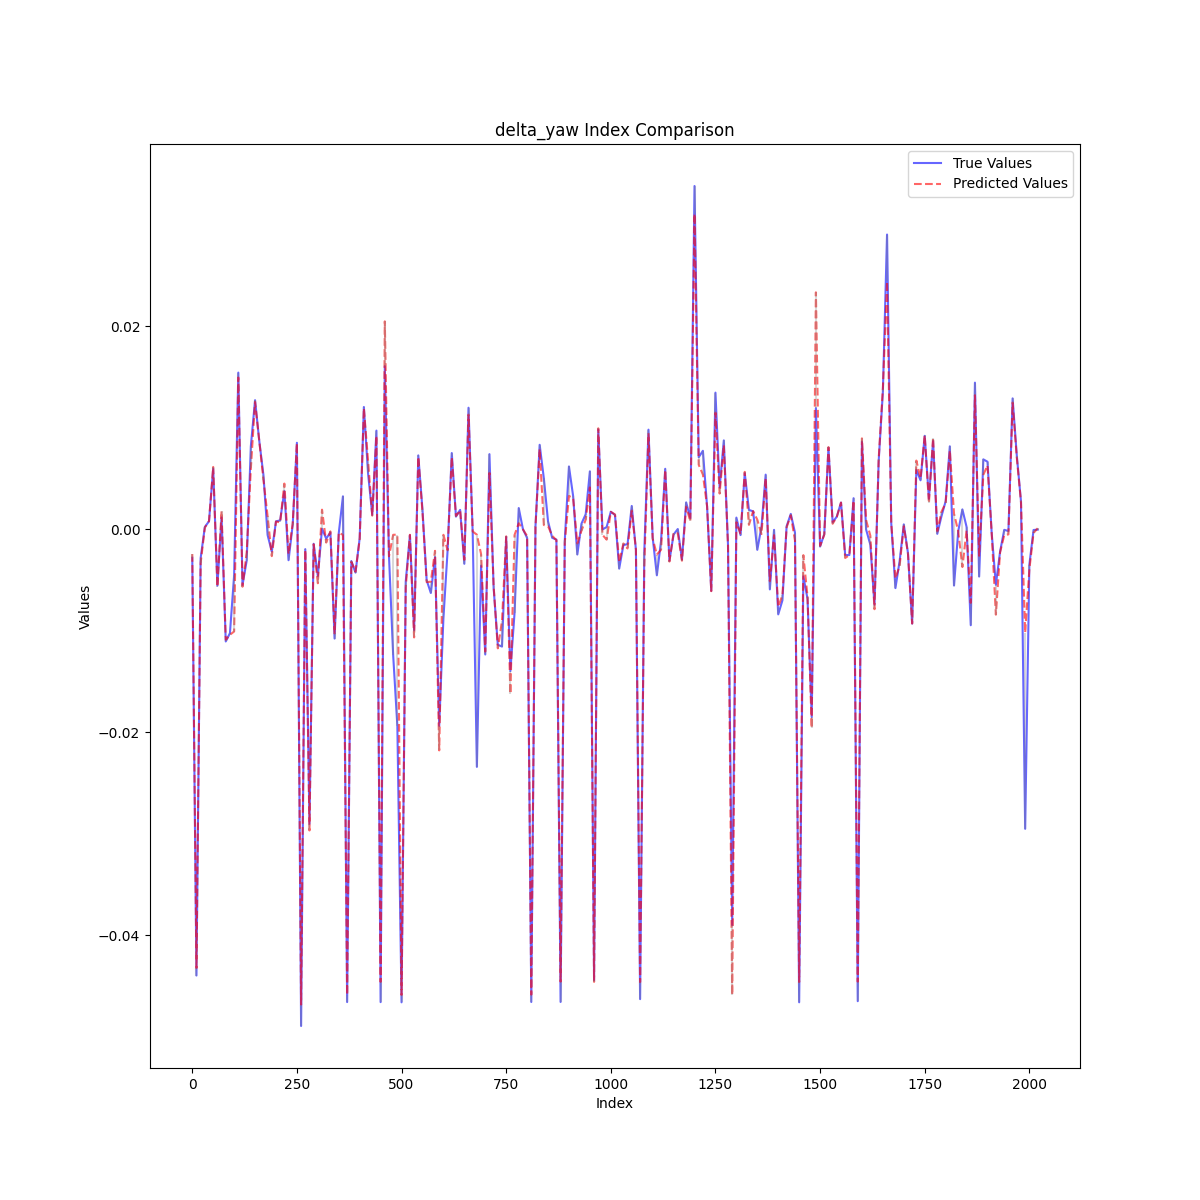 delta_yaw Index Comparison
True Values
Predicted Values
0.02
0.00
−0.02
−0.04
Values
0 250 500 750 1000 1250 1500 1750 2000
Index